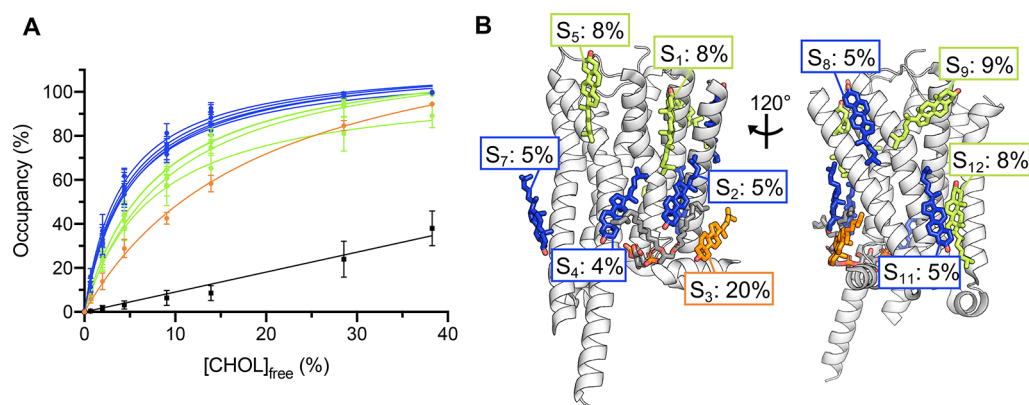 A
Occupancy (%)
100
80
60
40
20
0
0 10 20 30 40
[CHOL]free (%)
B
S5: 8%
S1: 8%
S7: 5%
S2: 5%
S4: 4%
S3: 20%
120°
S8: 5%
S9: 9%
S12: 8%
S11: 5%